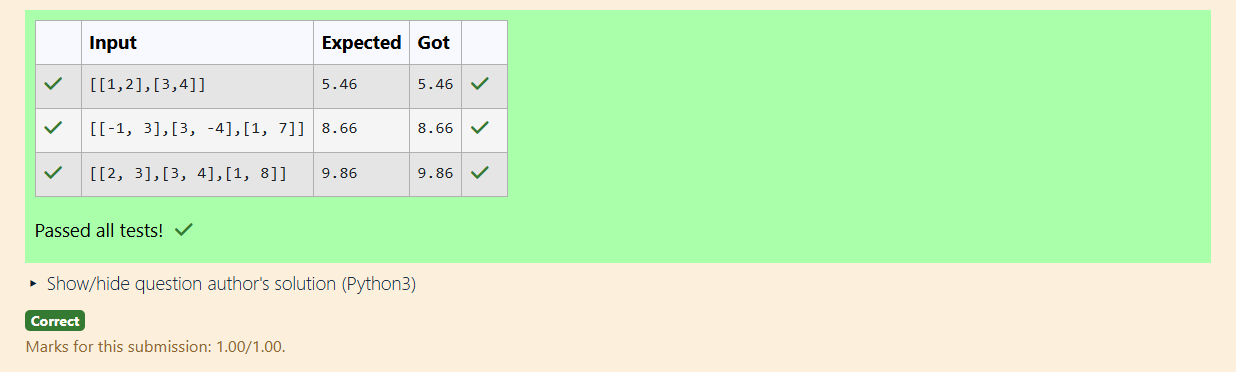 Input Expected Got
[[1,2],[3,4]] 5.46 5.46
[[-1, 3],[3, -4],[1, 7]] 8.66 8.66
[[2, 3],[3, 4],[1, 8]] 9.86 9.86
Passed all tests!
Show/hide question author's solution (Python3)
Correct
Marks for this submission: 1.00/1.00.